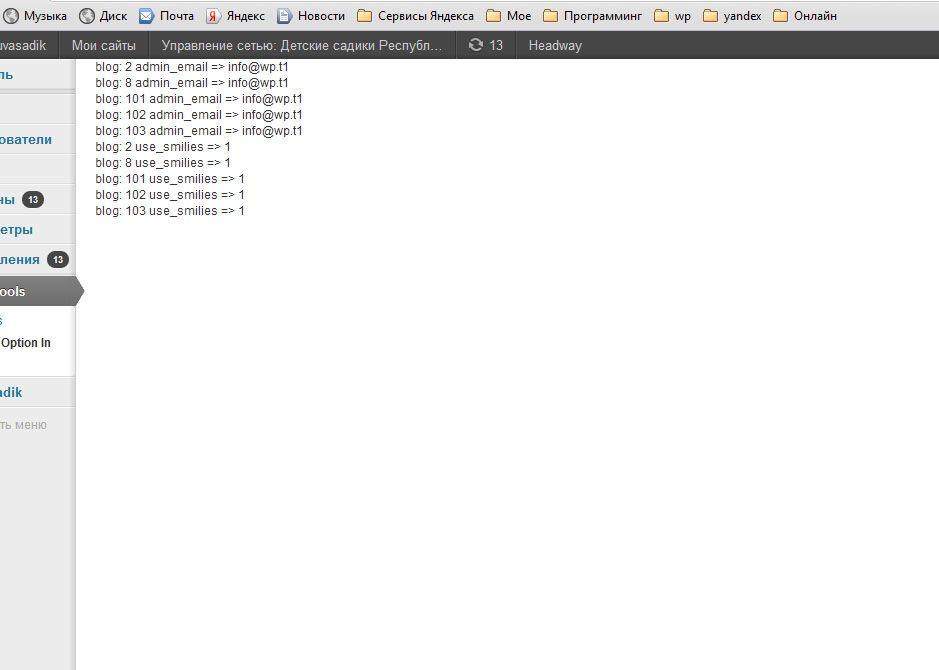 Музыка Диск Почта Яндекс Новости Сервисы Яндекса Мое Программинг wp yandex Онлайн
uvasadik Мои сайты Управление сетью: Детские садики Республ... 13 Headway
ль
ователи
ны 13
етры
ления 13
ools
s
Option In
adik
ть меню
blog: 2 admin_email => info@wp.t1
blog: 8 admin_email => info@wp.t1
blog: 101 admin_email => info@wp.t1
blog: 102 admin_email => info@wp.t1
blog: 103 admin_email => info@wp.t1
blog: 2 use_smilies => 1
blog: 8 use_smilies => 1
blog: 101 use_smilies => 1
blog: 102 use_smilies => 1
blog: 103 use_smilies => 1